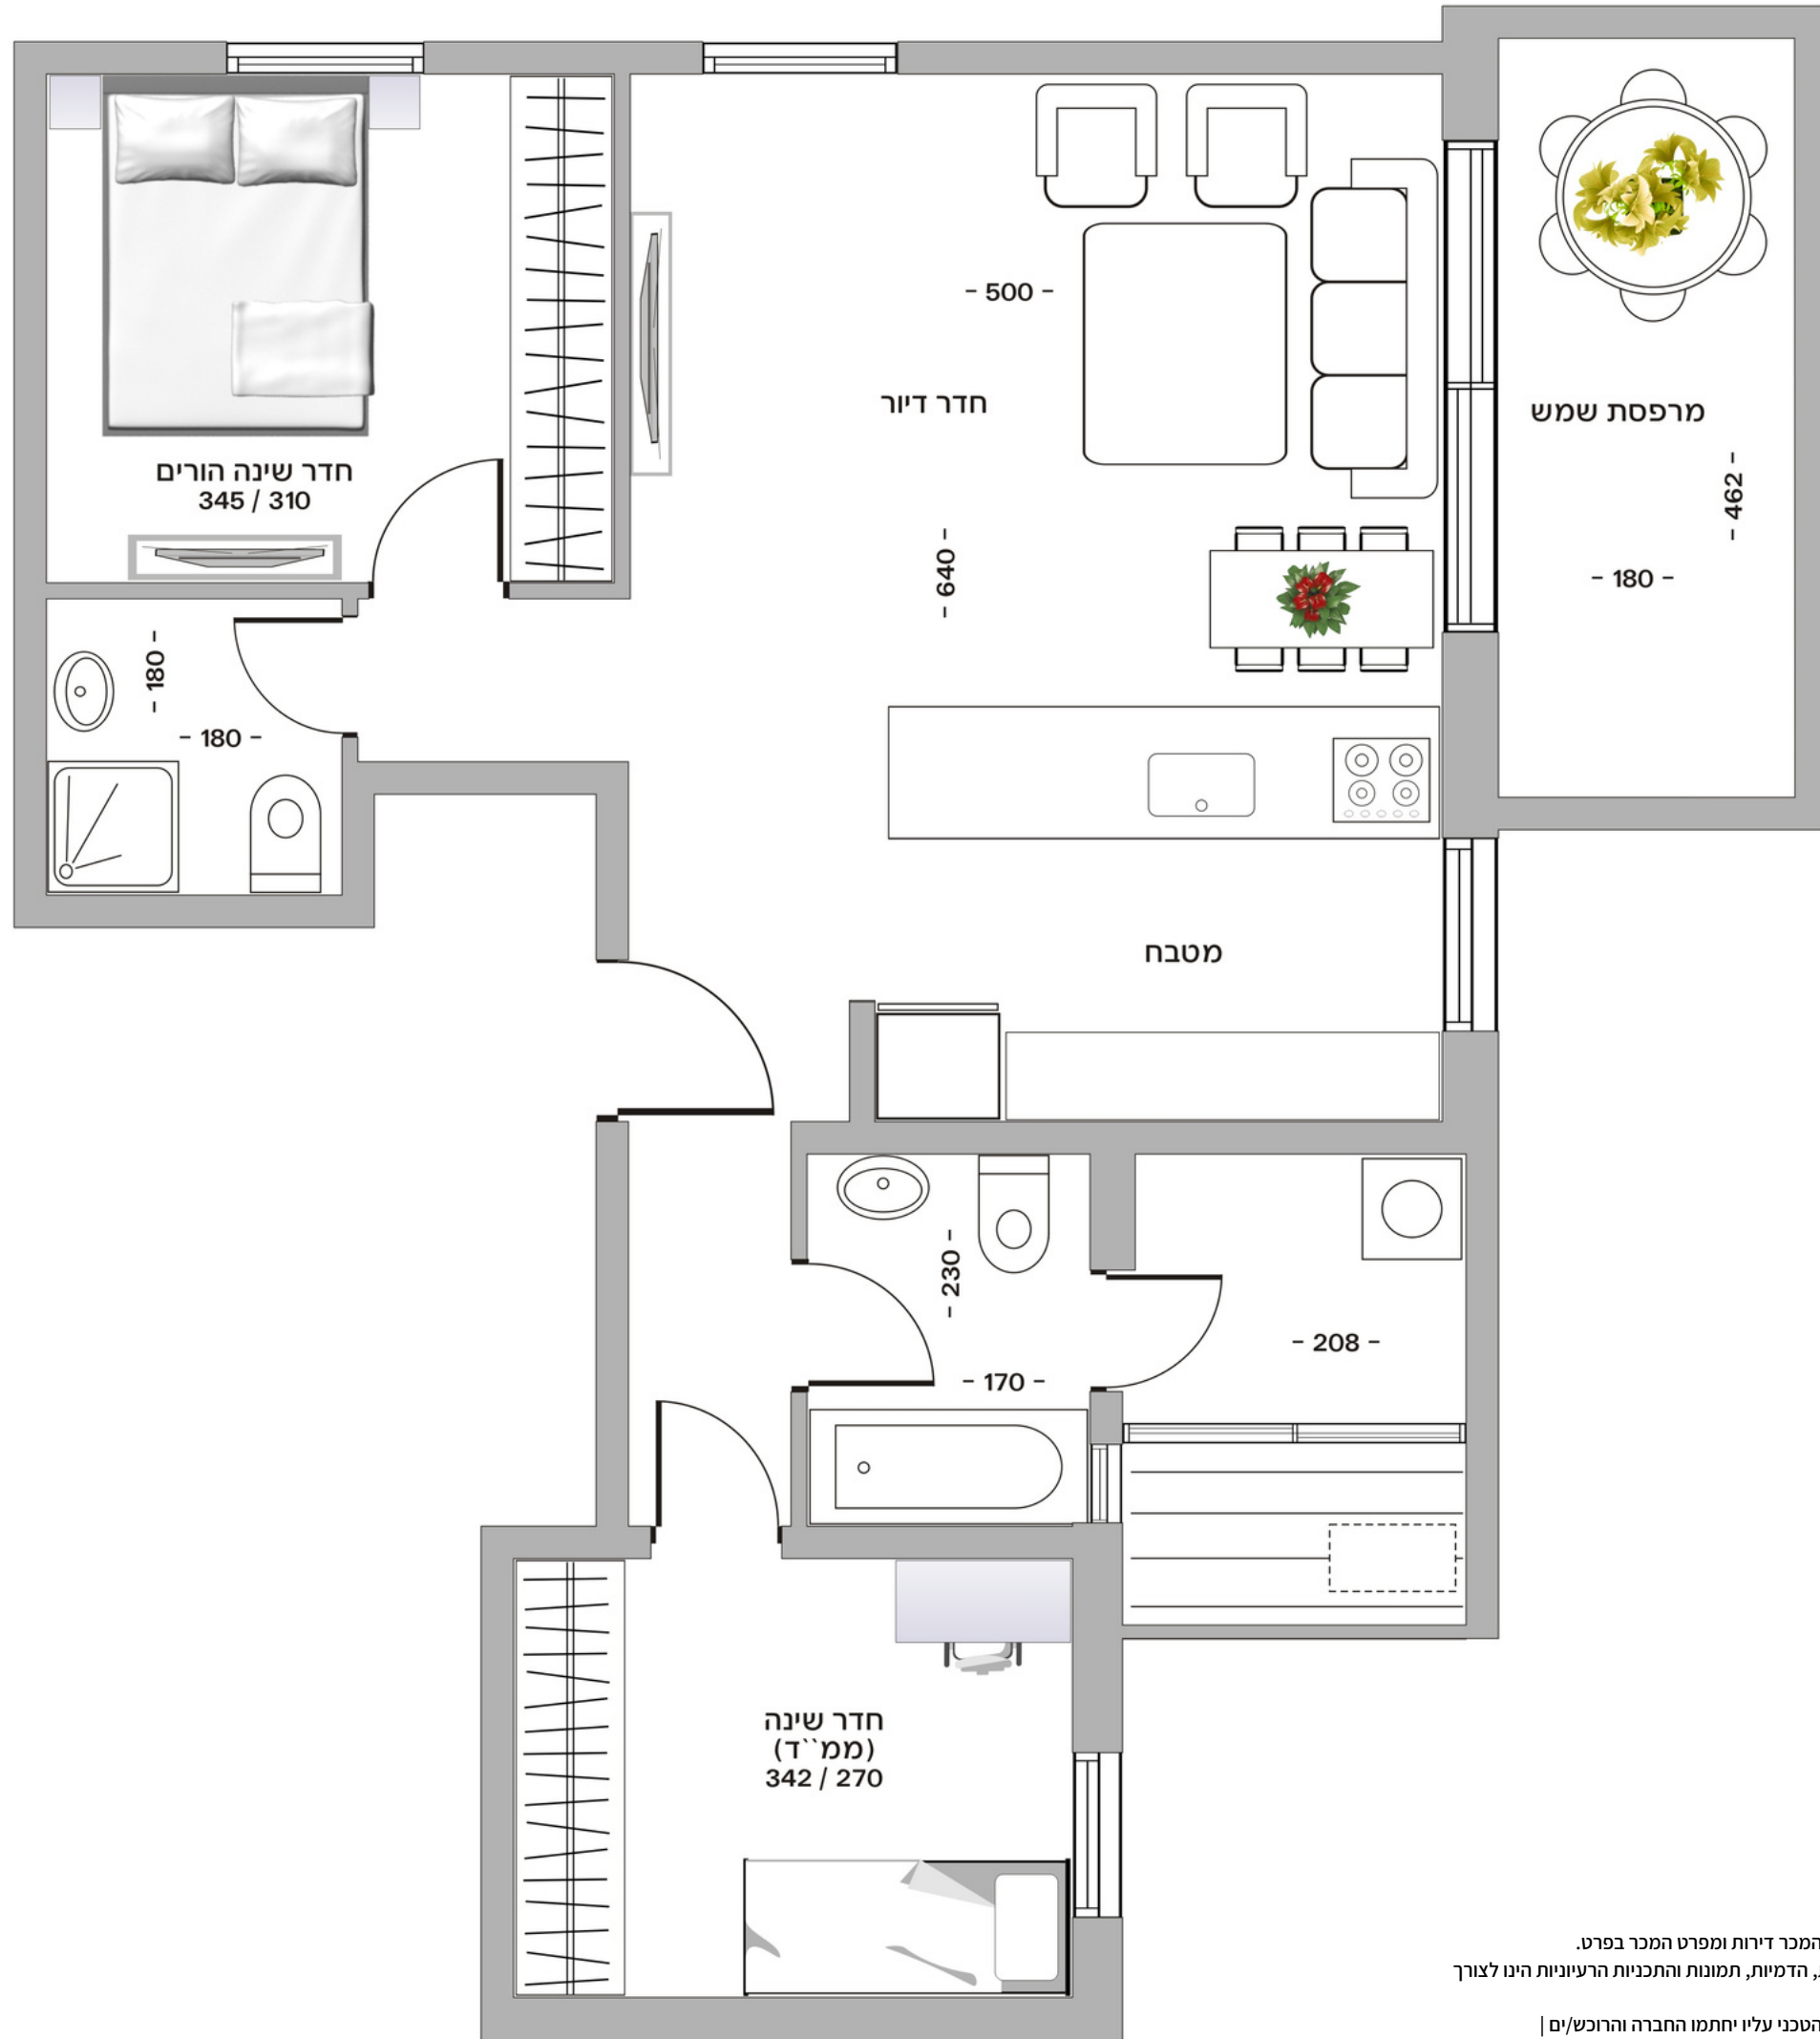 - 500 -
חדר דיור
מרפסת שמש
- 462 -
- 180 -
חדר שינה הורים
345 / 310
- 640 -
- 180 -
- 180 -
מטבח
- 230 -
- 170 -
- 208 -
חדר שינה
(ממ``ד)
342 / 270
המכר דירות ומפרט המכר בפרט.
, הדמיות, תמונות והתכניות הרעיוניות הינו לצורך
הטכני עליו יחתמו החברה והרוכש/ים |